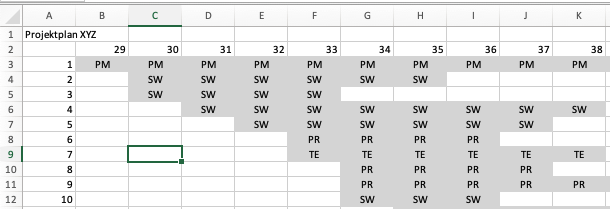 A B C D E F G H I J K
1 Projektplan XYZ
2 29 30 31 32 33 34 35 36 37 38
3 1 PM PM PM PM PM PM PM PM PM PM
4 2 SW SW SW SW SW SW
5 3 SW SW SW SW
6 4 SW SW SW SW SW SW SW SW
7 5 SW SW SW SW SW SW
8 6 PR PR PR PR
9 7 TE TE TE TE TE TE
10 8 PR PR PR PR
11 9 PR PR PR PR PR
12 10 SW SW SW